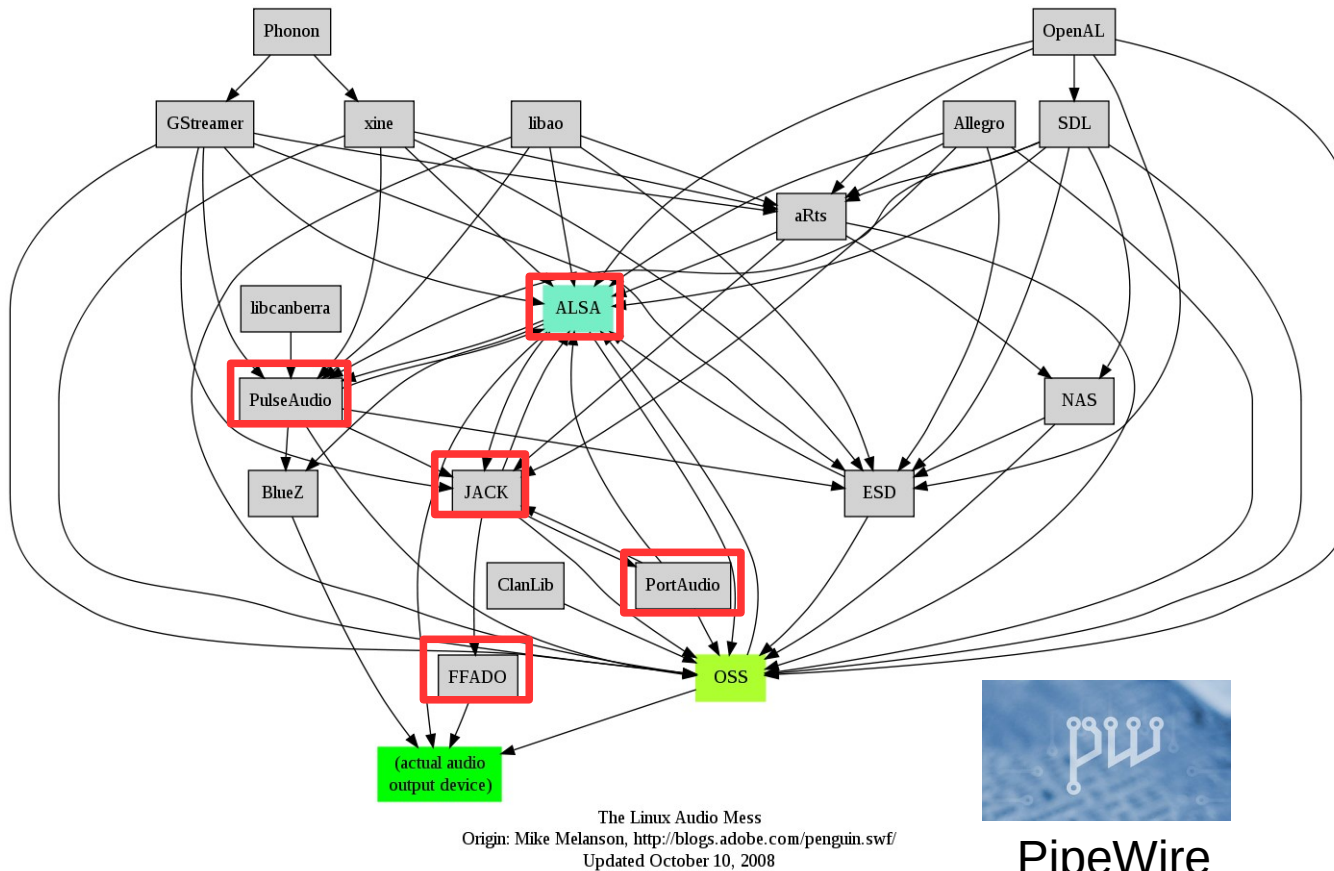 Phonon
OpenAL
GStreamer
xine
libao
Allegro
SDL
aRts
ALSA
libcanberra
PulseAudio
NAS
BlueZ
JACK
ESD
ClanLib
PortAudio
FFADO
OSS
(actual audio
output device)
pw
The Linux Audio Mess
Origin: Mike Melanson, http://blogs.adobe.com/penguin.swf/
Updated October 10, 2008
PipeWire